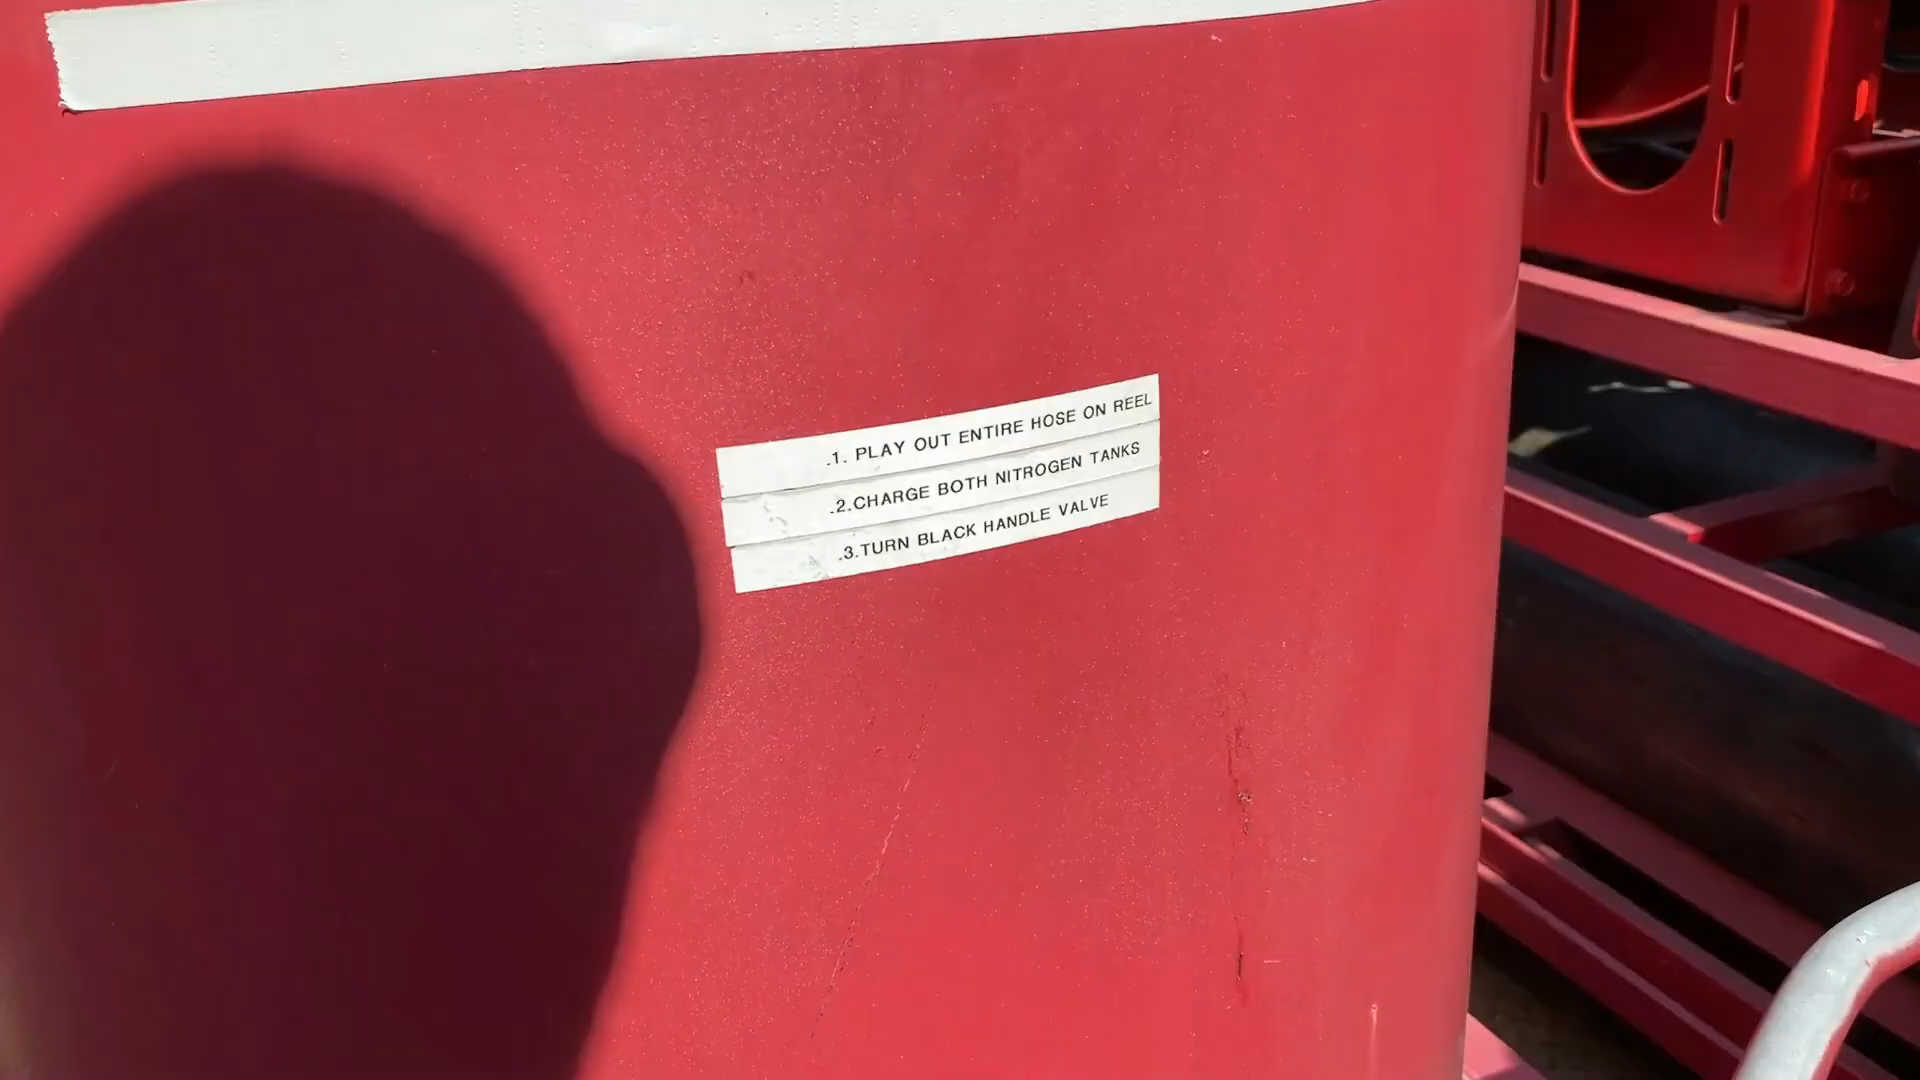 .1. PLAY OUT ENTIRE HOSE ON REEL
.2.CHARGE BOTH NITROGEN TANKS
.3.TURN BLACK HANDLE VALVE